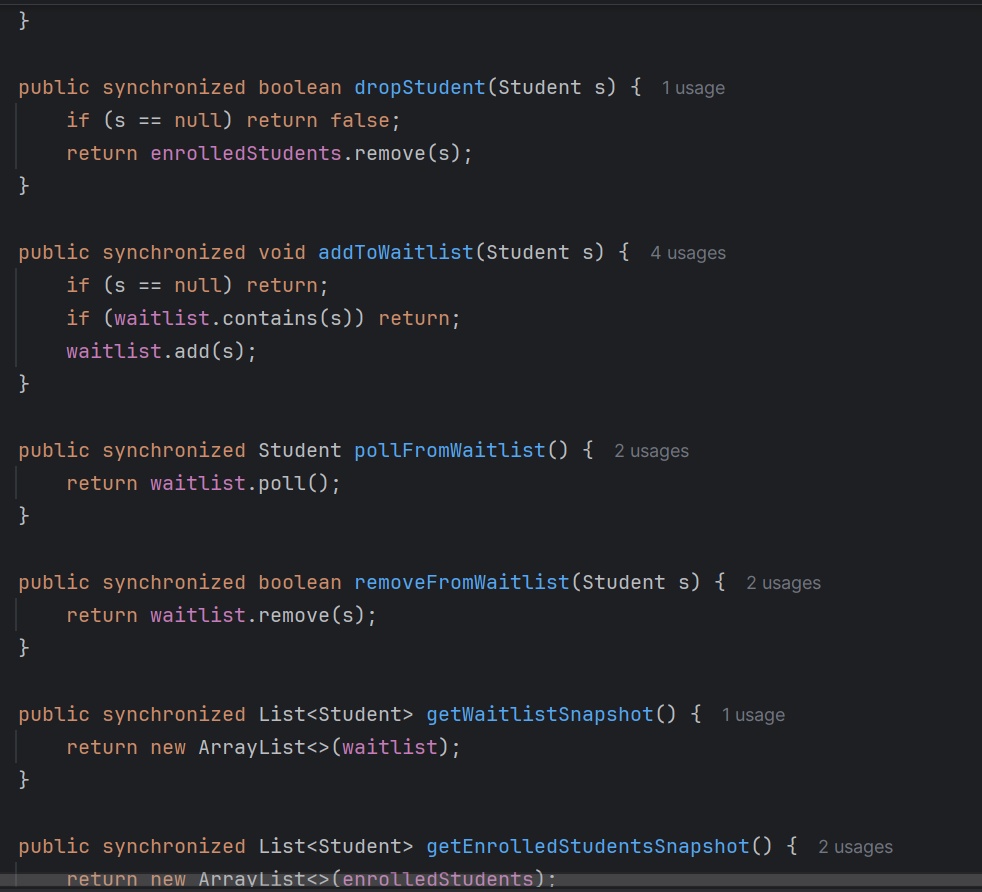 }
public synchronized boolean dropStudent(Student s) { 1 usage
    if (s == null) return false;
    return enrolledStudents.remove(s);
}
public synchronized void addToWaitlist(Student s) { 4 usages
    if (s == null) return;
    if (waitlist.contains(s)) return;
    waitlist.add(s);
}
public synchronized Student pollFromWaitlist() { 2 usages
    return waitlist.poll();
}
public synchronized boolean removeFromWaitlist(Student s) { 2 usages
    return waitlist.remove(s);
}
public synchronized List<Student> getWaitlistSnapshot() { 1 usage
    return new ArrayList<>(waitlist);
}
public synchronized List<Student> getEnrolledStudentsSnapshot() { 2 usages
    return new ArrayList<>(enrolledStudents);